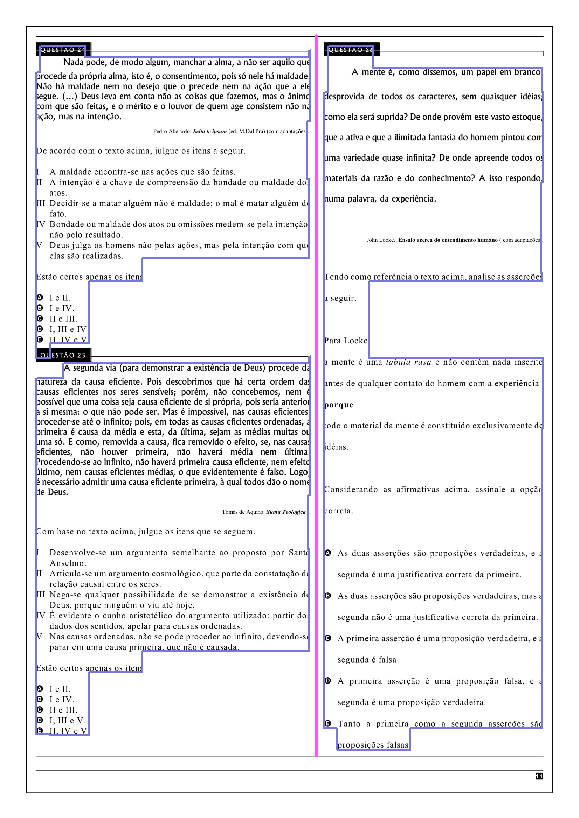 QUESTÃO 24
Nada pode, de modo algum, manchar a alma, a não ser aquilo que
procede da própria alma, isto é, o consentimento, pois só nele há maldade.
Não há maldade nem no desejo que o precede nem na ação que a ele
segue. (...) Deus leva em conta não as coisas que fazemos, mas o ânimo
com que são feitas, e o mérito e o louvor de quem age consistem não na
ação, mas na intenção.
Pedro Abelardo. Scito te ipsum (ed. M Dal Pra) (com adaptações).
De acordo com o texto acima, julgue os itens a seguir.
I A maldade encontra-se nas ações que são feitas.
II A intenção é a chave de compreensão da bondade ou maldade dos
atos.
III Decidir-se a matar alguém não é maldade; o mal é matar alguém de
fato.
IV Bondade ou maldade dos atos ou omissões medem-se pela intenção,
não pelo resultado.
V Deus julga os homens não pelas ações, mas pela intenção com que
elas são realizadas.
Estão certos apenas os itens
A I e II.
B I e IV.
C II e III.
D I, III e V.
E II, IV e V.
QUESTÃO 25
A segunda via (para demonstrar a existência de Deus) procede da
natureza da causa eficiente. Pois descobrimos que há certa ordem das
causas eficientes nos seres sensíveis; porém, não concebemos, nem é
possível que uma coisa seja causa eficiente de si própria, pois seria anterior
a si mesma: o que não pode ser. Mas é impossível, nas causas eficientes,
proceder-se até o infinito; pois, em todas as causas eficientes ordenadas, a
primeira é causa da média e esta, da última, sejam as médias muitas ou
uma só. E como, removida a causa, fica removido o efeito, se, nas causas
eficientes, não houver primeira, não haverá média nem última.
Procedendo-se ao infinito, não haverá primeira causa eficiente, nem efeito
último, nem causas eficientes médias, o que evidentemente é falso. Logo,
é necessário admitir uma causa eficiente primeira, à qual todos dão o nome
de Deus.
Tomás de Aquino. Suma Teológica.
Com base no texto acima, julgue os itens que se seguem.
I Desenvolve-se um argumento semelhante ao proposto por Santo
Anselmo.
II Articula-se um argumento cosmológico, que parte da constatação da
relação causal entre os seres.
III Nega-se qualquer possibilidade de se demonstrar a existência de
Deus, porque ninguém o viu até hoje.
IV É evidente o cunho aristotélico do argumento utilizado: partir dos
dados dos sentidos, apelar para causas ordenadas.
V Nas causas ordenadas, não se pode proceder ao infinito, devendo-se
parar em uma causa primeira, que não é causada.
Estão certos apenas os itens
A I e II.
B I e IV.
C II e III.
D I, III e V.
E II, IV e V.
QUESTÃO 26
A mente é, como dissemos, um papel em branco,
desprovida de todos os caracteres, sem quaisquer idéias;
como ela será suprida? De onde provém este vasto estoque,
que a ativa e que a ilimitada fantasia do homem pintou com
uma variedade quase infinita? De onde apreende todos os
materiais da razão e do conhecimento? A isso respondo,
numa palavra, da experiência.
John Locke. Ensaio acerca do entendimento humano (com adaptações).
Tendo como referência o texto acima, analise as asserções
a seguir.
Para Locke
a mente é uma tabula rasa e não contém nada inscrito
antes de qualquer contato do homem com a experiência
porque
todo o material da mente é constituído exclusivamente de
idéias.
Considerando as afirmativas acima, assinale a opção
correta.
A As duas asserções são proposições verdadeiras, e a
segunda é uma justificativa correta da primeira.
B As duas asserções são proposições verdadeiras, mas a
segunda não é uma justificativa correta da primeira.
C A primeira asserção é uma proposição verdadeira, e a
segunda é falsa.
D A primeira asserção é uma proposição falsa, e a
segunda é uma proposição verdadeira.
E Tanto a primeira como a segunda asserções são
proposições falsas.